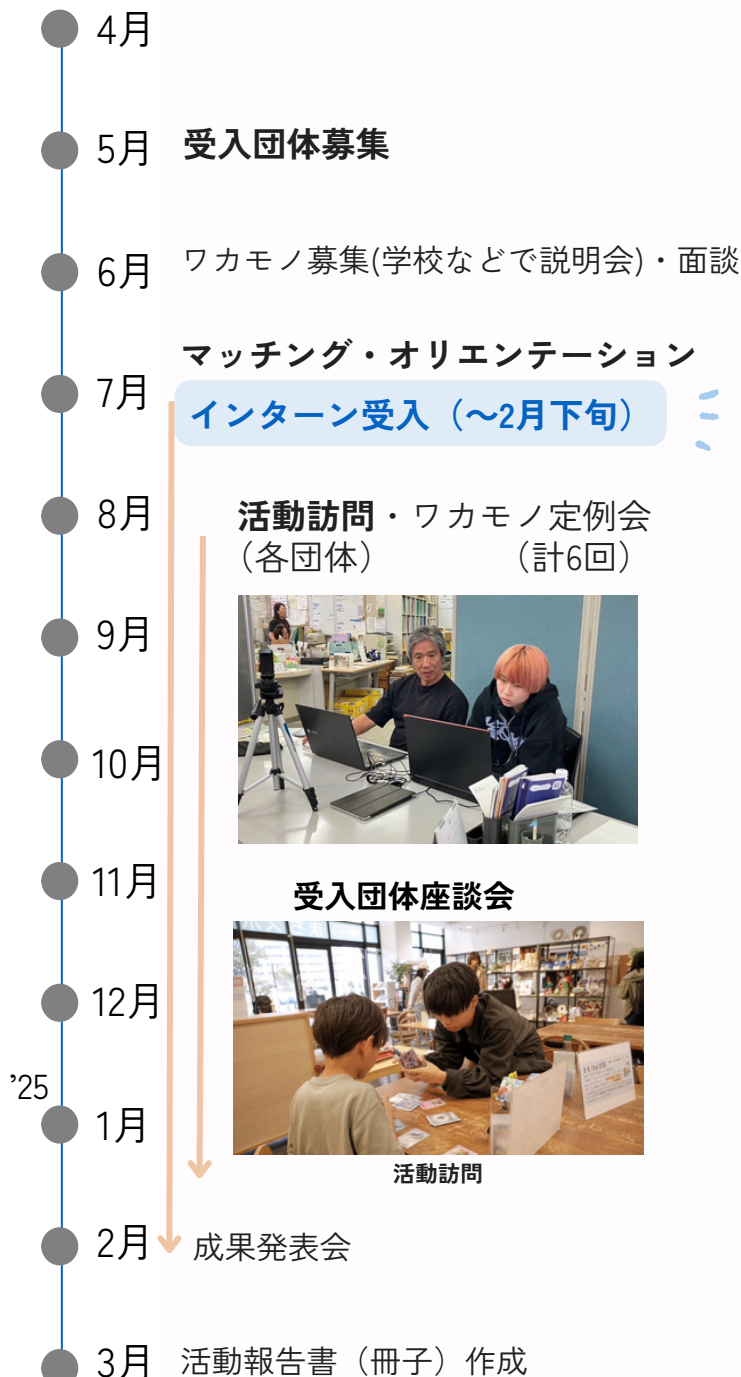 4月
5月 受入団体募集
6月 ワカモノ募集(学校などで説明会)・面談
マッチング・オリエンテーション
7月 インターン受入（～2月下旬）
8月 活動訪問・ワカモノ定例会
（各団体） （計6回）
9月
10月
11月 受入団体座談会
12月
’25
1月
活動訪問
2月 成果発表会
3月 活動報告書（冊子）作成